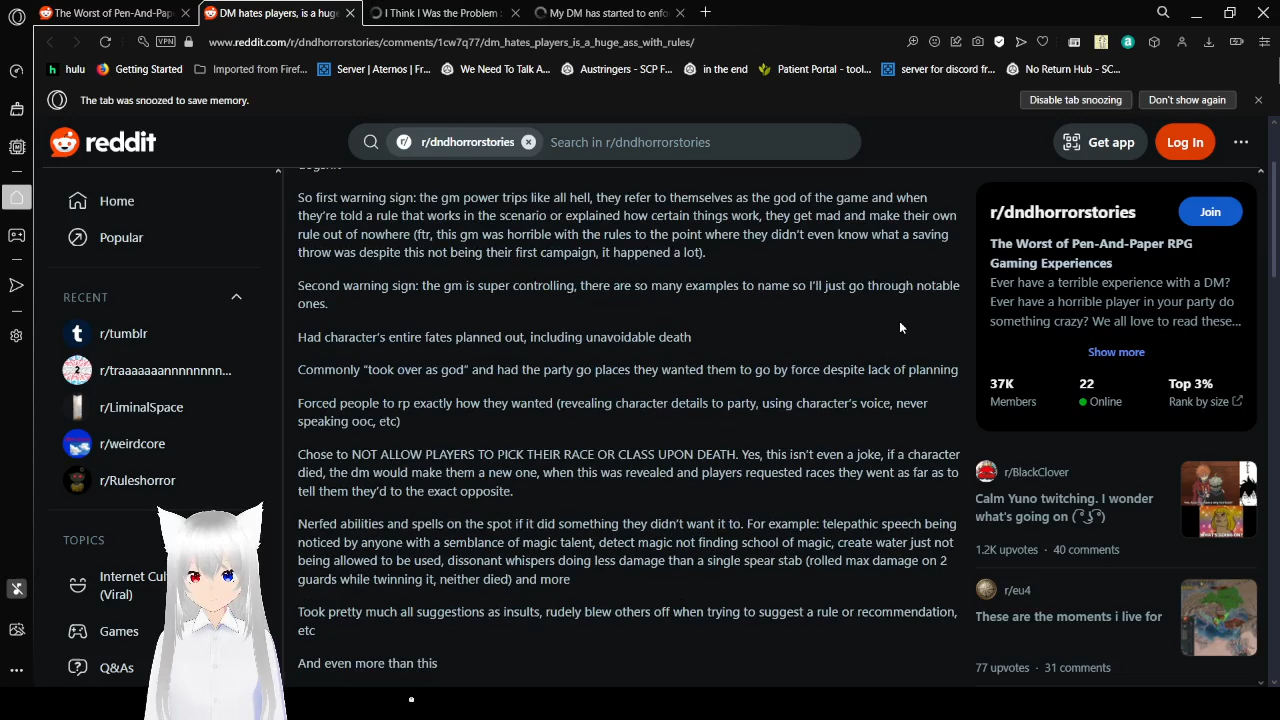 The Worst of Pen-And-Pape
DM hates players, is a hug
I Think I Was the Problem :
My DM has started to enfo
VPN
www.reddit.com/r/dndhorrorstories/comments/1cw7q77/dm_hates_players_is_a_huge_ass_with_rules/
hulu
Getting Started
Imported from Firef...
Server | Aternos | Fr...
We Need To Talk A...
Austringers - SCP F...
in the end
Patient Portal - tool...
server for discord fr...
No Return Hub - SC...
The tab was snoozed to save memory.
Disable tab snoozing
Don't show again
reddit
r/
r/dndhorrorstories
Search in r/dndhorrorstories
Get app
Log In
Home
Popular
RECENT
r/tumblr
r/traaaaaaannnnnnnn...
r/LiminalSpace
r/weirdcore
r/Ruleshorror
TOPICS
Internet Cul
(Viral)
Games
Q&As
So first warning sign: the gm power trips like all hell, they refer to themselves as the god of the game and when
they're told a rule that works in the scenario or explained how certain things work, they get mad and make their own
rule out of nowhere (ftr, this gm was horrible with the rules to the point where they didn't even know what a saving
throw was despite this not being their first campaign, it happened a lot).
Second warning sign: the gm is super controlling, there are so many examples to name so I'll just go through notable
ones.
Had character's entire fates planned out, including unavoidable death
Commonly “took over as god” and had the party go places they wanted them to go by force despite lack of planning
Forced people to rp exactly how they wanted (revealing character details to party, using character's voice, never
speaking ooc, etc)
Chose to NOT ALLOW PLAYERS TO PICK THEIR RACE OR CLASS UPON DEATH. Yes, this isn't even a joke, if a character
died, the dm would make them a new one, when this was revealed and players requested races they went as far as to
tell them they'd to the exact opposite.
Nerfed abilities and spells on the spot if it did something they didn't want it to. For example: telepathic speech being
noticed by anyone with a semblance of magic talent, detect magic not finding school of magic, create water just not
being allowed to be used, dissonant whispers doing less damage than a single spear stab (rolled max damage on 2
guards while twinning it, neither died) and more
Took pretty much all suggestions as insults, rudely blew others off when trying to suggest a rule or recommendation,
etc
And even more than this
r/dndhorrorstories
Join
The Worst of Pen-And-Paper RPG
Gaming Experiences
Ever have a terrible experience with a DM?
Ever have a horrible player in your party do
something crazy? We all love to read these...
Show more
37K
Members
22
Online
Top 3%
Rank by size
r/BlackClover
Calm Yuno twitching. I wonder
what's going on ( ͡° ͜ʖ ͡°)
1.2K upvotes · 40 comments
r/eu4
These are the moments i live for
77 upvotes · 31 comments